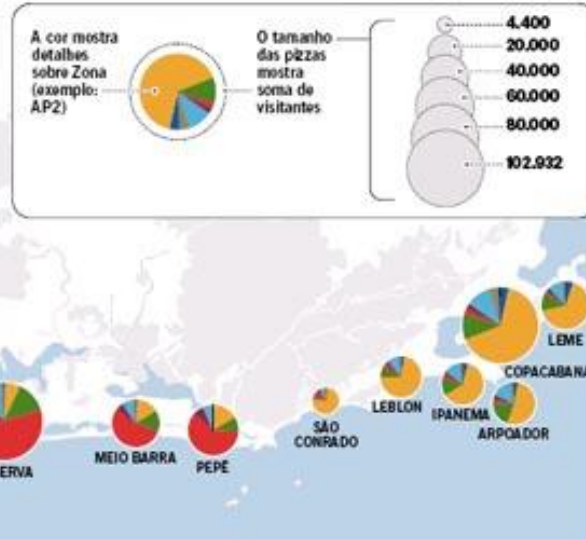 A cor mostra
detalhes
sobre Zona
(exemplo:
AP2)
O tamanho
das pizzas
mostra
soma de
visitantes
4.400
20.000
40.000
60.000
80.000
102.932
LEME
COPACABANA
LEBLON
IPANEMA
ARPOADOR
SÃO
CONRADO
MEIO BARRA
PEPÊ
ERVA